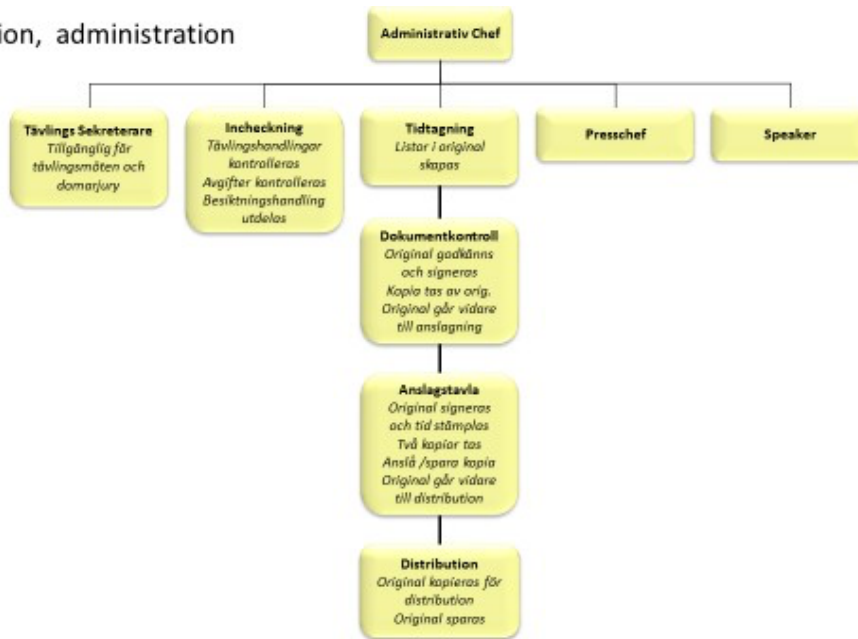 ion, administration
Administrativ Chef
Tävlings Sekreterare
Tillgänglig för
tävlingsmöten och
domarjury
Incheckning
Tävlingshandlingar
kontrolleras
Avgifter kontrolleras
Besiktningshandling
utdelas
Tidtagning
Listor i original
skapas
Presschef
Speaker
Dokumentkontroll
Original godkänns
och signeras
Kopia tas av orig.
Original går vidare
till anslagning
Anslagstavla
Original signeras
och tid stämplas
Två kopior tas
Anslå /spara kopia
Original går vidare
till distribution
Distribution
Original kopieras för
distribution
Original sparas